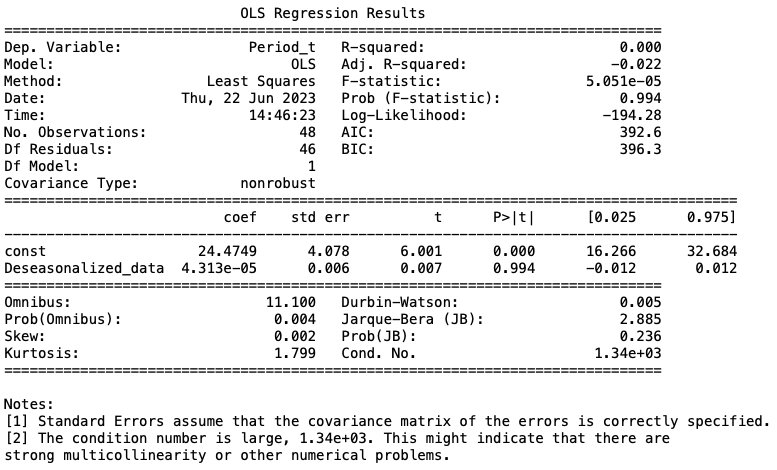 OLS Regression Results
==============================================================================
Dep. Variable:               Period_t   R-squared:                       0.000
Model:                            OLS   Adj. R-squared:                 -0.022
Method:                 Least Squares   F-statistic:                 5.051e-05
Date:                Thu, 22 Jun 2023   Prob (F-statistic):              0.994
Time:                        14:46:23   Log-Likelihood:                -194.28
No. Observations:                  48   AIC:                             392.6
Df Residuals:                      46   BIC:                             396.3
Df Model:                           1
Covariance Type:            nonrobust
=======================================================================================
                          coef    std err          t      P>|t|      [0.025      0.975]
---------------------------------------------------------------------------------------
const                  24.4749      4.078      6.001      0.000      16.266      32.684
Deseasonalized_data  4.313e-05      0.006      0.007      0.994      -0.012       0.012
==============================================================================
Omnibus:                       11.100   Durbin-Watson:                   0.005
Prob(Omnibus):                  0.004   Jarque-Bera (JB):                2.885
Skew:                           0.002   Prob(JB):                        0.236
Kurtosis:                       1.799   Cond. No.                     1.34e+03
==============================================================================
Notes:
[1] Standard Errors assume that the covariance matrix of the errors is correctly specified.
[2] The condition number is large, 1.34e+03. This might indicate that there are
strong multicollinearity or other numerical problems.